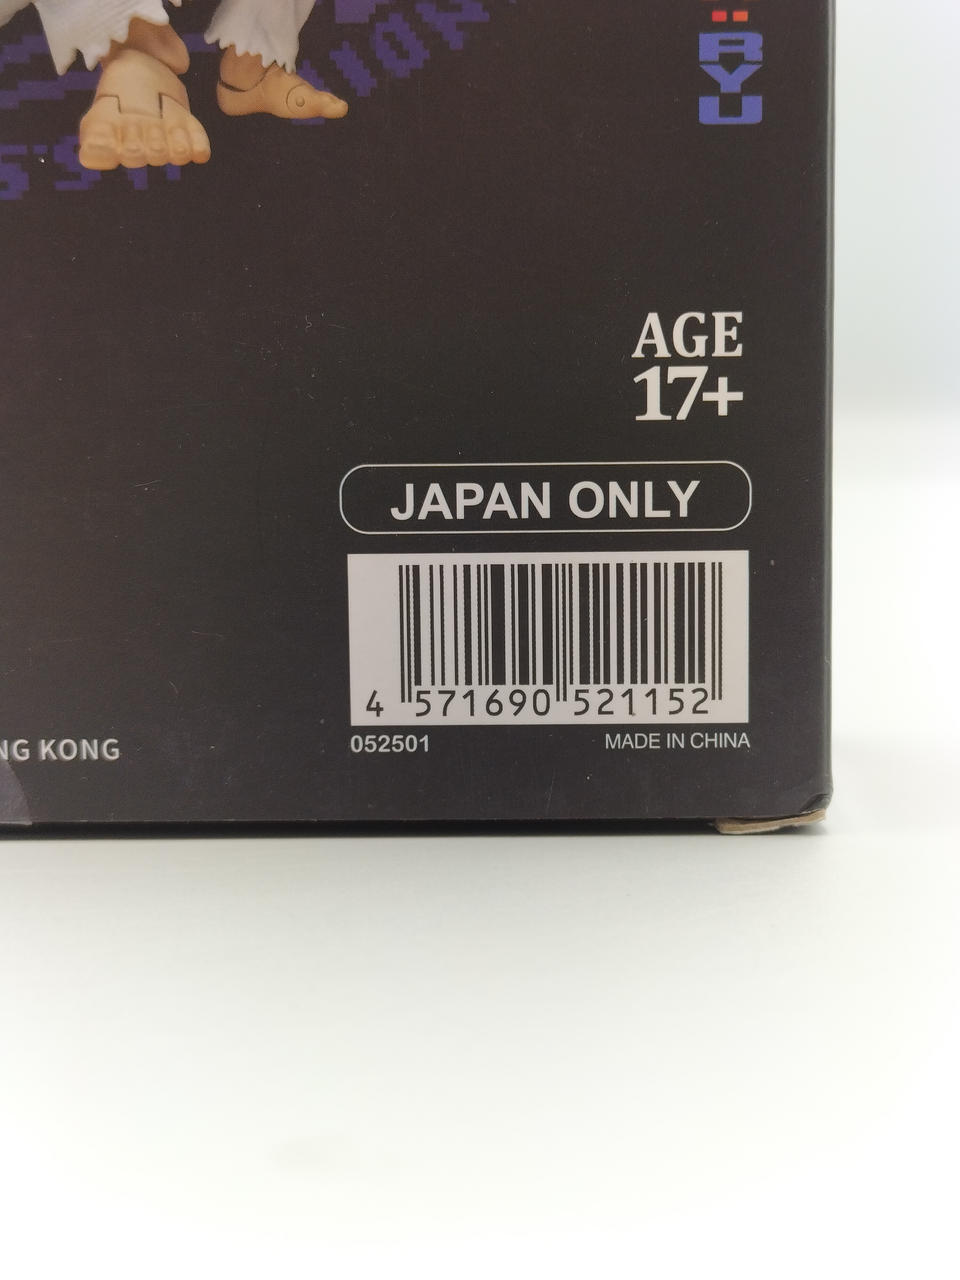 RYU
AGE
17+
JAPAN ONLY
4 571690 521152
052501
MADE IN CHINA
NG KONG